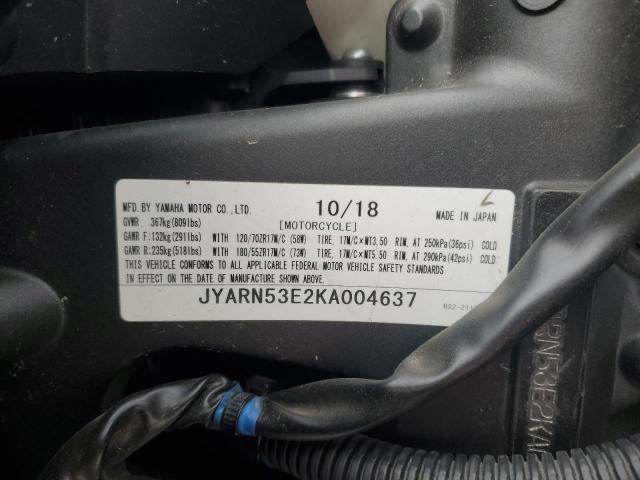 MFD. BY YAMAHA MOTOR CO., LTD. 10/18
GVWR 367kg(809lbs) [MOTORCYCLE] MADE IN JAPAN
GAWR F:132kg(291lbs) WITH 120/70ZR17M/C (58W) TIRE, 17M/C×MT3.50 RIM, AT 250kPa(36psi) COLD
GAWR R:235kg(518lbs) WITH 180/55ZR17M/C (73W) TIRE, 17M/C×MT5.50 RIM, AT 290kPa(42psi) COLD
THIS VEHICLE CONFORMS TO ALL APPLICABLE FEDERAL MOTOR VEHICLE SAFETY STANDARDS
IN EFFECT ON THE DATE OF MANUFACTURE SHOWN ABOVE.
JYARN53E2KA004637
RN53E2KA